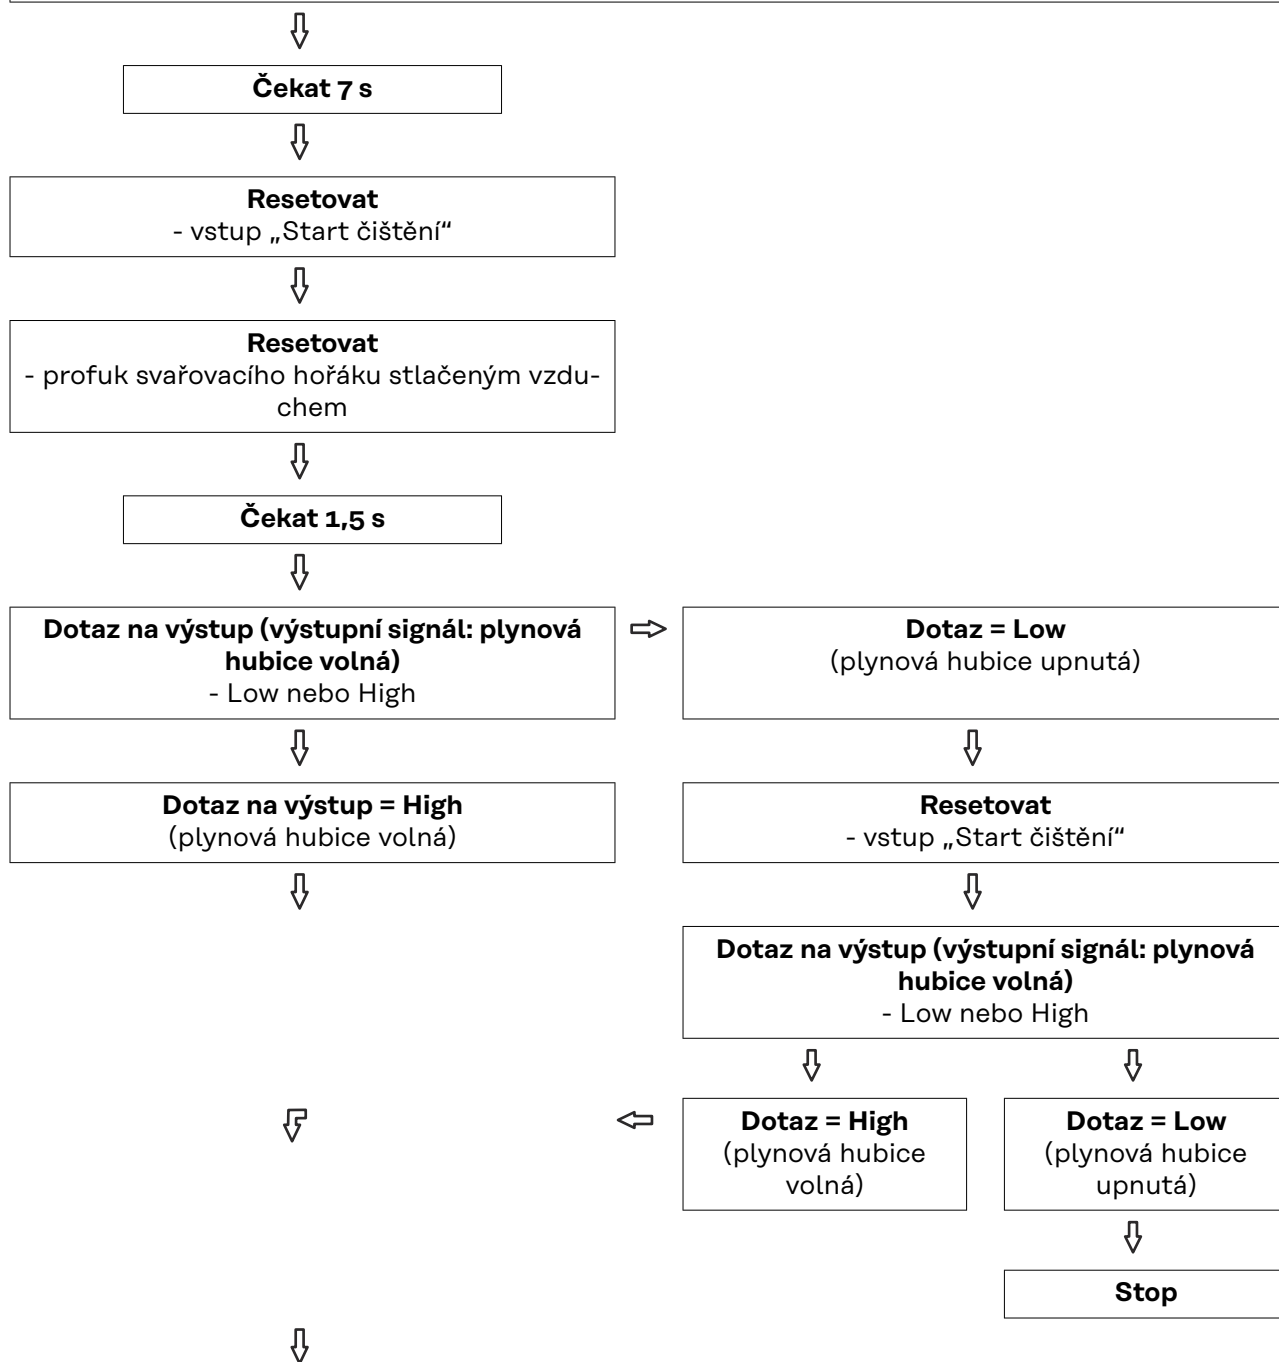 Čekat 7 s
Resetovat
- vstup „Start čištění“
Resetovat
- profuk svařovacího hořáku stlačeným vzdu-
chem
Čekat 1,5 s
Dotaz na výstup (výstupní signál: plynová
hubice volná)
- Low nebo High
Dotaz = Low
(plynová hubice upnutá)
Dotaz na výstup = High
(plynová hubice volná)
Resetovat
- vstup „Start čištění“
Dotaz na výstup (výstupní signál: plynová
hubice volná)
- Low nebo High
Dotaz = High
(plynová hubice
volná)
Dotaz = Low
(plynová hubice
upnutá)
Stop